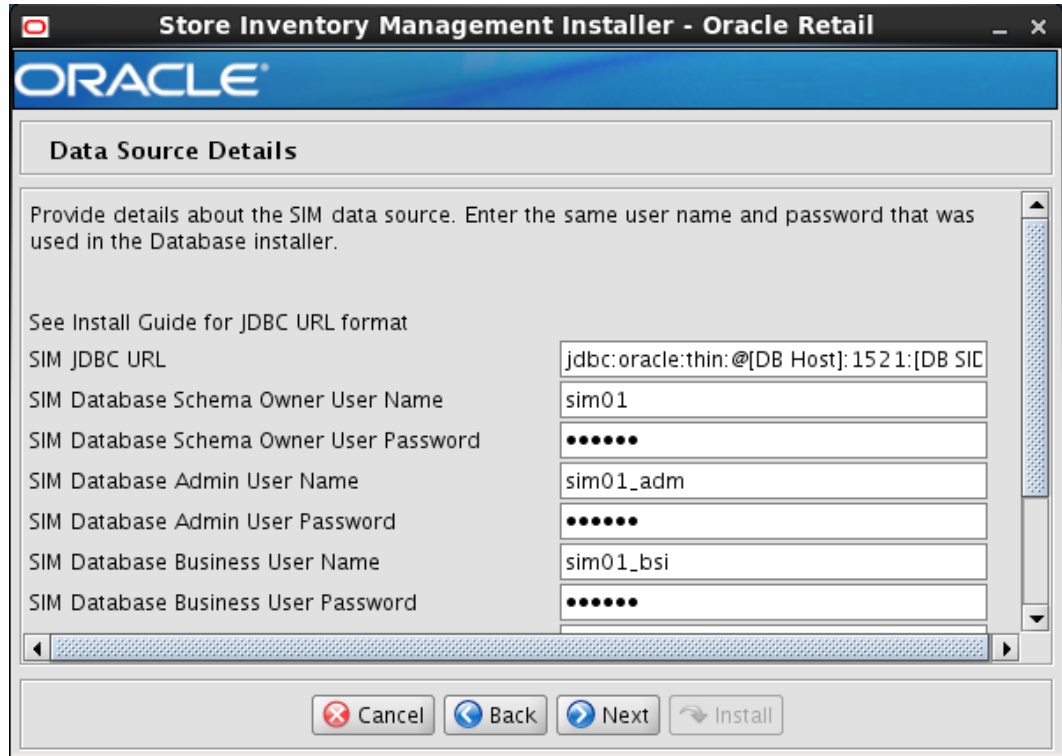 Store Inventory Management Installer - Oracle Retail
ORACLE®
Data Source Details
Provide details about the SIM data source. Enter the same user name and password that was
used in the Database installer.
See Install Guide for JDBC URL format
SIM JDBC URL
jdbc:oracle:thin:@[DB Host]:1521:[DB SID
SIM Database Schema Owner User Name
sim01
SIM Database Schema Owner User Password
••••••
SIM Database Admin User Name
sim01_adm
SIM Database Admin User Password
••••••
SIM Database Business User Name
sim01_bsi
SIM Database Business User Password
••••••
Cancel
Back
Next
Install